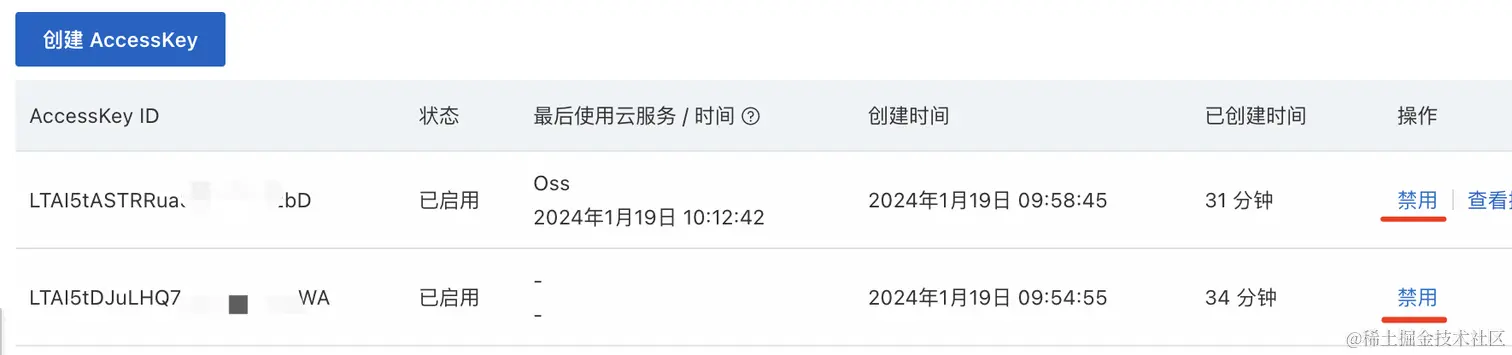 创建 AccessKey
AccessKey ID 状态 最后使用云服务 / 时间 ? 创建时间 已创建时间 操作
Oss
LTAI5tASTRRua bD 已启用 2024年1月19日 10:12:42 2024年1月19日 09:58:45 31 分钟 禁用 查看
-
LTAI5tDJuLHQ7 WA 已启用 - 2024年1月19日 09:54:55 34 分钟 禁用
@稀土掘金技术社区